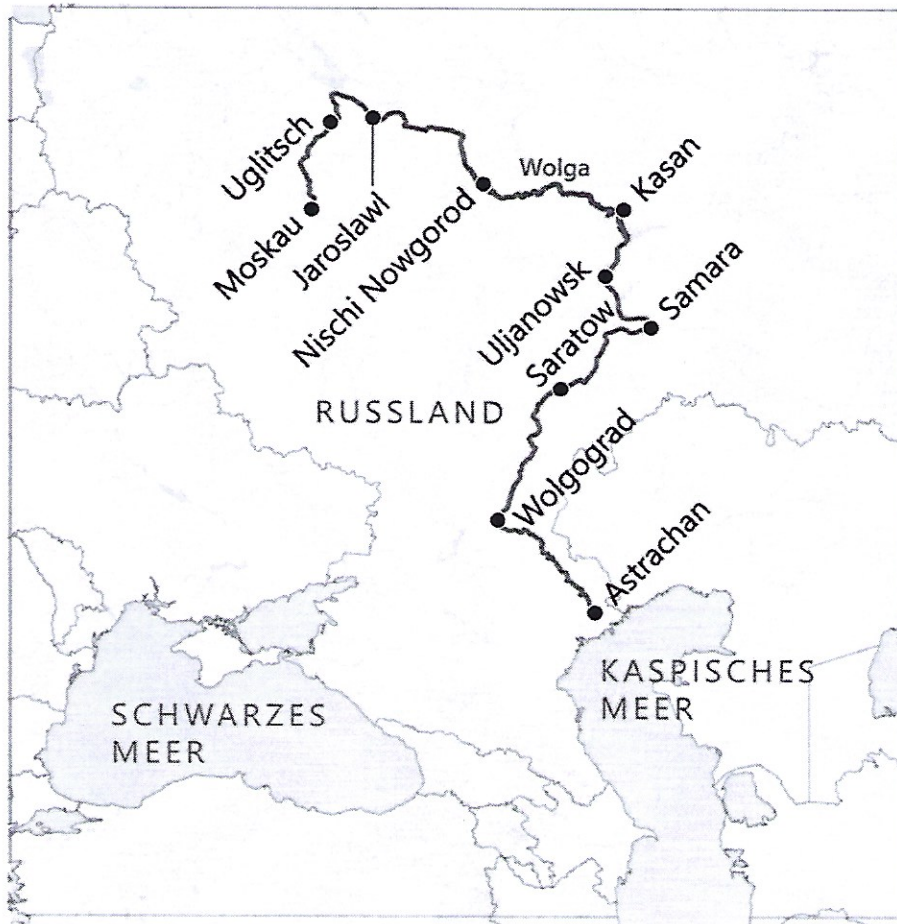 Uglitsch
Moskau
Jaroslawl
Nischi Nowgorod
Wolga
Kasan
Uljanowsk
Samara
Saratow
RUSSLAND
Wolgograd
Astrachan
KASPISCHES
MEER
SCHWARZES
MEER